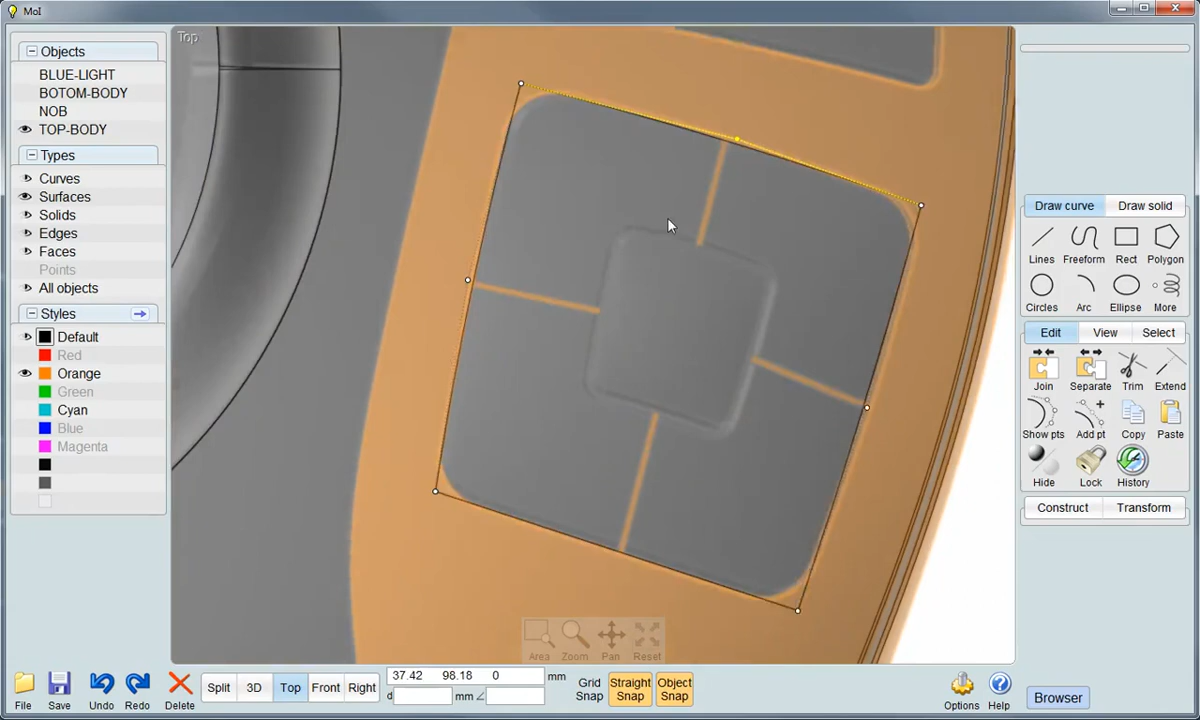 MoI
Objects
BLUE-LIGHT
BOTOM-BODY
NOB
TOP-BODY
Types
Curves
Surfaces
Solids
Edges
Faces
Points
All objects
Styles
Default
Red
Orange
Green
Cyan
Blue
Magenta
Top
Area Zoom Pan Reset
Draw curve Draw solid
Lines Freeform Rect Polygon
Circles Arc Ellipse More
Edit View Select
Join Separate Trim Extend
Show pts Add pt Copy Paste
Hide Lock History
Construct Transform
File Save Undo Redo Delete
Split 3D Top Front Right
37.42 98.18 0 mm
d mm ∠
Grid Snap
Straight Snap
Object Snap
Options Help
Browser